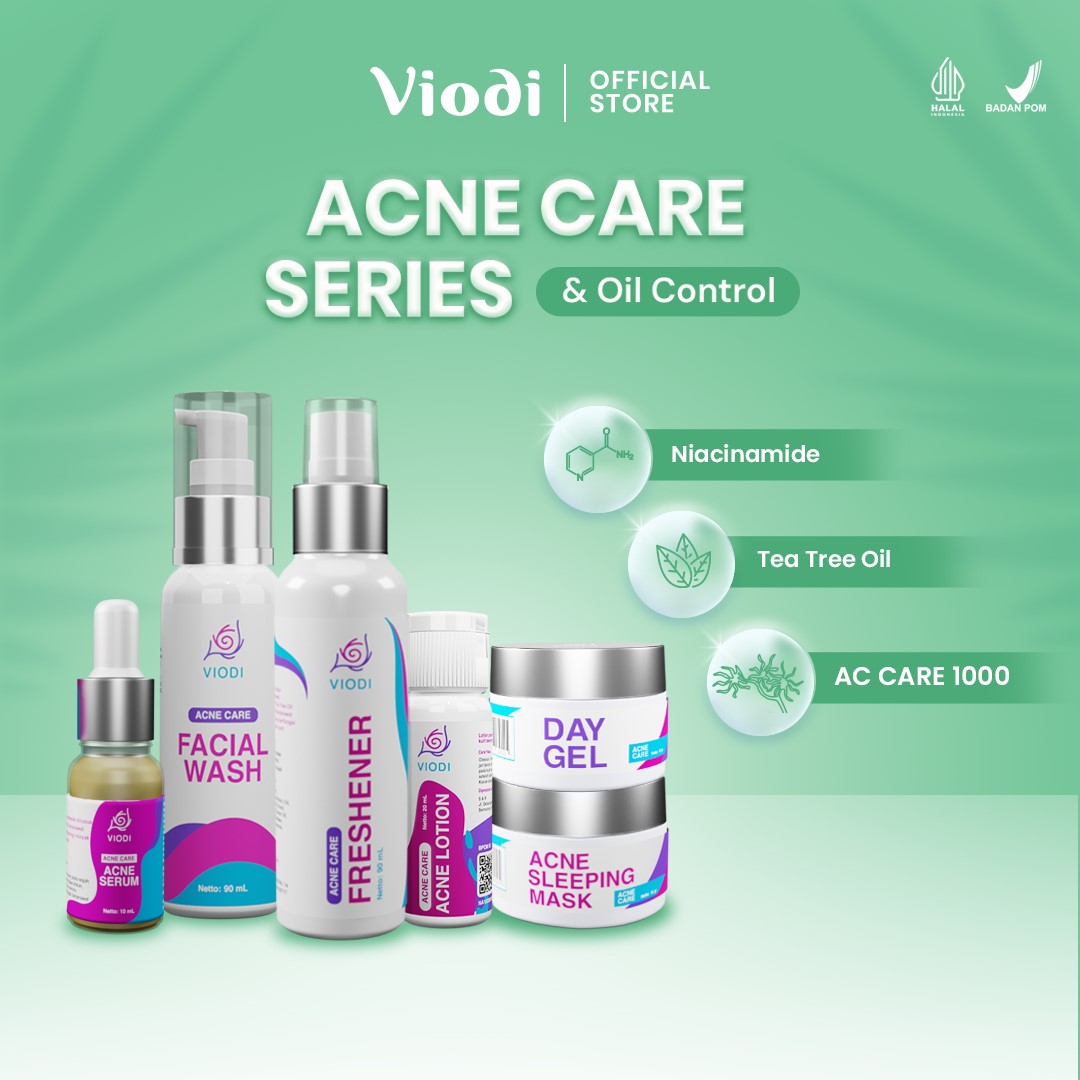 Viodi
OFFICIAL
STORE
HALAL
INDONESIA
BADAN POM
ACNE CARE
SERIES
& Oil Control
N
O
NH₂
Niacinamide
Tea Tree Oil
AC CARE 1000
VIODI
ACNE CARE
ACNE
SERUM
Netto: 10 mL
VIODI
ACNE CARE
FACIAL
WASH
Netto: 90 mL
VIODI
ACNE CARE
FRESHENER
Netto: 90 mL
VIODI
ACNE CARE
ACNE LOTION
Netto: 20 mL
DAY
GEL
ACNE
CARE
ACNE
SLEEPING
MASK
ACNE
CARE